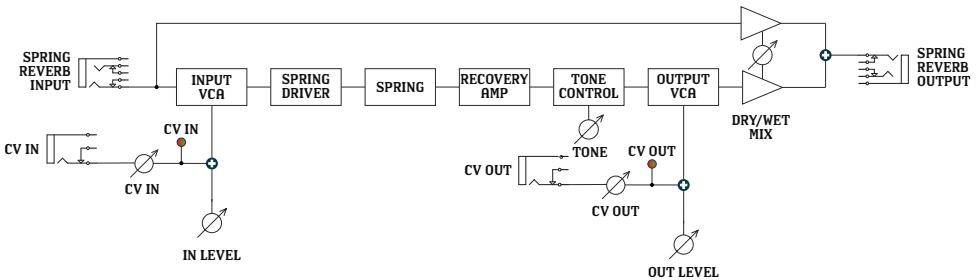 SPRING
REVERB
INPUT
INPUT
VCA
SPRING
DRIVER
SPRING
RECOVERY
AMP
TONE
CONTROL
OUTPUT
VCA
DRY/WET
MIX
SPRING
REVERB
OUTPUT
CV IN
CV IN
CV IN
IN LEVEL
TONE
CV OUT
CV OUT
CV OUT
OUT LEVEL